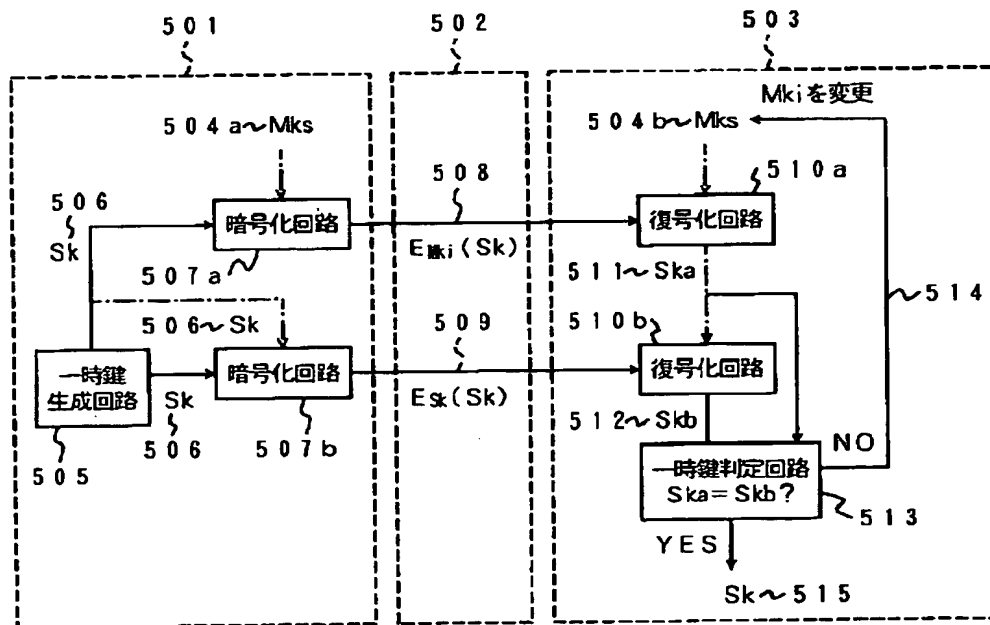 501
502
503
Mkiを変更
504a～Mks
504b～Mks
506
Sk
508
510a
暗号化回路
復号化回路
EMki(Sk)
507a
511～Ska
514
506～Sk
509
510b
一時鍵
生成回路
Sk
506
暗号化回路
復号化回路
ESk(Sk)
512～Skb
505
507b
NO
一時鍵判定回路
Ska=Skb?
513
YES
Sk～515